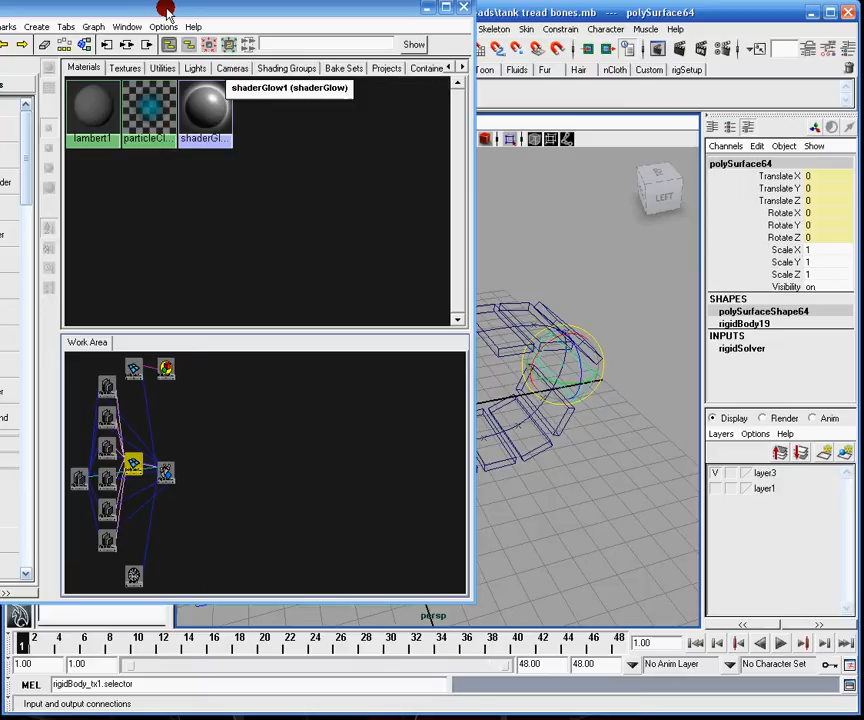 ads\tank tread bones.mb --- polySurface64
arks Create Tabs Graph Window Options Help
Skeleton Skin Constrain Character Muscle Help
Show
Materials Textures Utilities Lights Cameras Shading Groups Bake Sets Projects Containe
Toon Fluids Fur Hair nCloth Custom rigSetup
shaderGlow1 (shaderGlow)
lambert1 particleCl... shaderGl...
Channels Edit Object Show
polySurface64
Translate X 0
Translate Y 0
Translate Z 0
Rotate X 0
Rotate Y 0
Rotate Z 0
Scale X 1
Scale Y 1
Scale Z 1
Visibility on
SHAPES
polySurfaceShape64
rigidBody19
INPUTS
rigidSolver
LEFT
Work Area
Display Render Anim
Layers Options Help
V layer3
layer1
persp
2 4 6 8 10 12 14 16 18 20 22 24 26 28 30 32 34 36 38 40 42 44 46 48
1
1.00
1.00 1.00 48.00 48.00 No Anim Layer No Character Set
MEL rigidBody_tx1.selector
Input and output connections